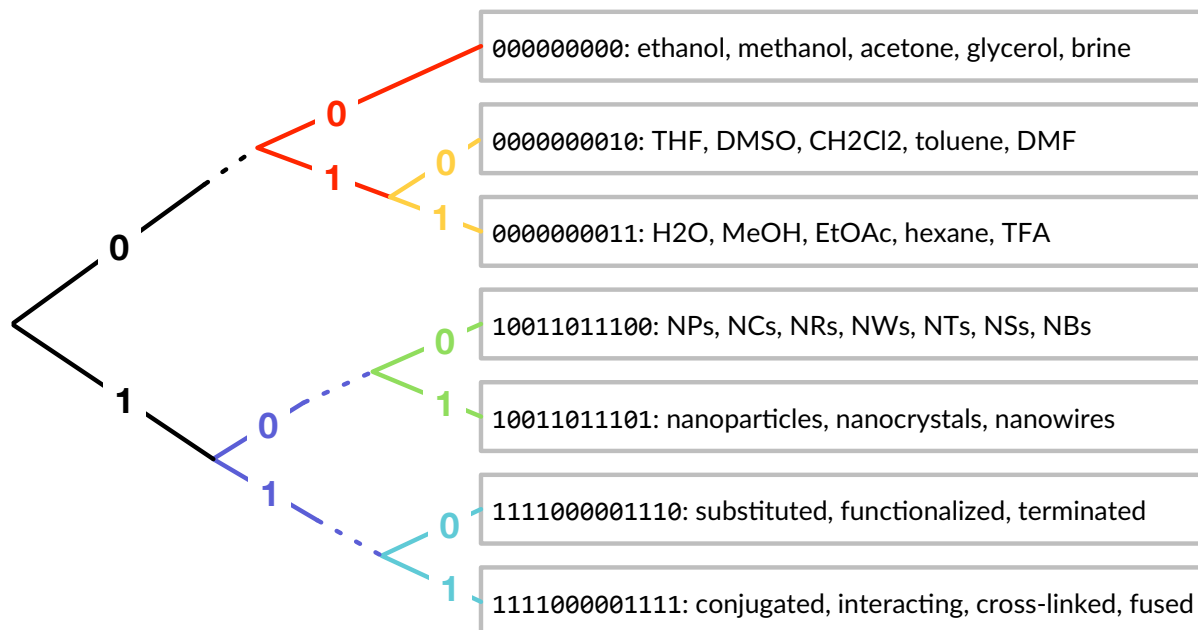 000000000: ethanol, methanol, acetone, glycerol, brine
0
0000000010: THF, DMSO, CH2Cl2, toluene, DMF
0
1
1
0000000011: H2O, MeOH, EtOAc, hexane, TFA
0
10011011100: NPs, NCs, NRs, NWs, NTs, NSs, NBs
0
1
1
10011011101: nanoparticles, nanocrystals, nanowires
0
1
1111000001110: substituted, functionalized, terminated
0
1
1111000001111: conjugated, interacting, cross-linked, fused